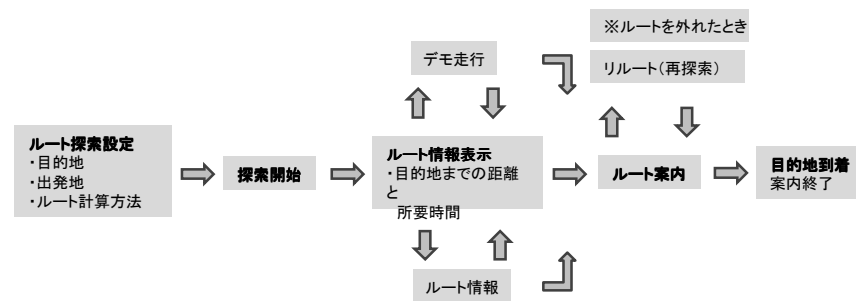 ※ルートを外れたとき
デモ走行
リルート（再探索）
ルート探索設定
・目的地
・出発地
・ルート計算方法
探索開始
ルート情報表示
・目的地までの距離
と
所要時間
ルート案内
目的地到着
案内終了
ルート情報